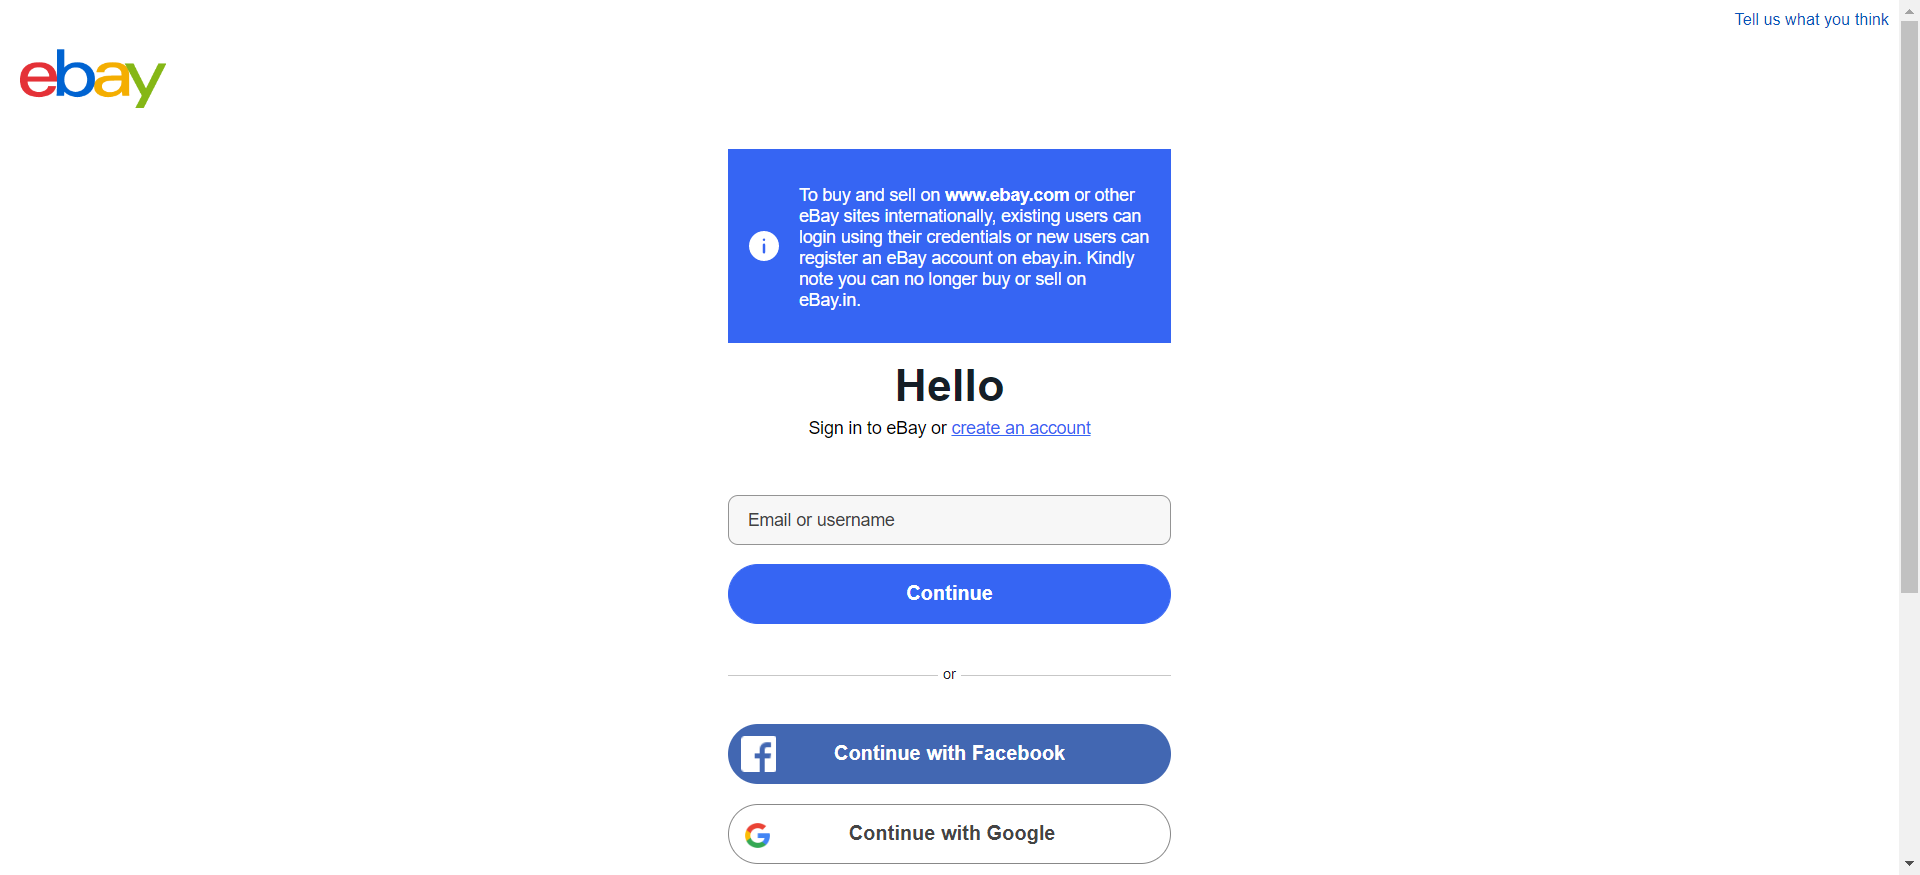 Tell us what you think
ebay
To buy and sell on www.ebay.com or other
eBay sites internationally, existing users can
login using their credentials or new users can
register an eBay account on ebay.in. Kindly
note you can no longer buy or sell on
eBay.in.
Hello
Sign in to eBay or create an account
Email or username
Continue
or
Continue with Facebook
Continue with Google